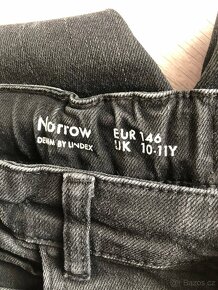 Narrow
DENIM BY LINDEX
EUR 146
UK 10-11Y
Bazos.cz